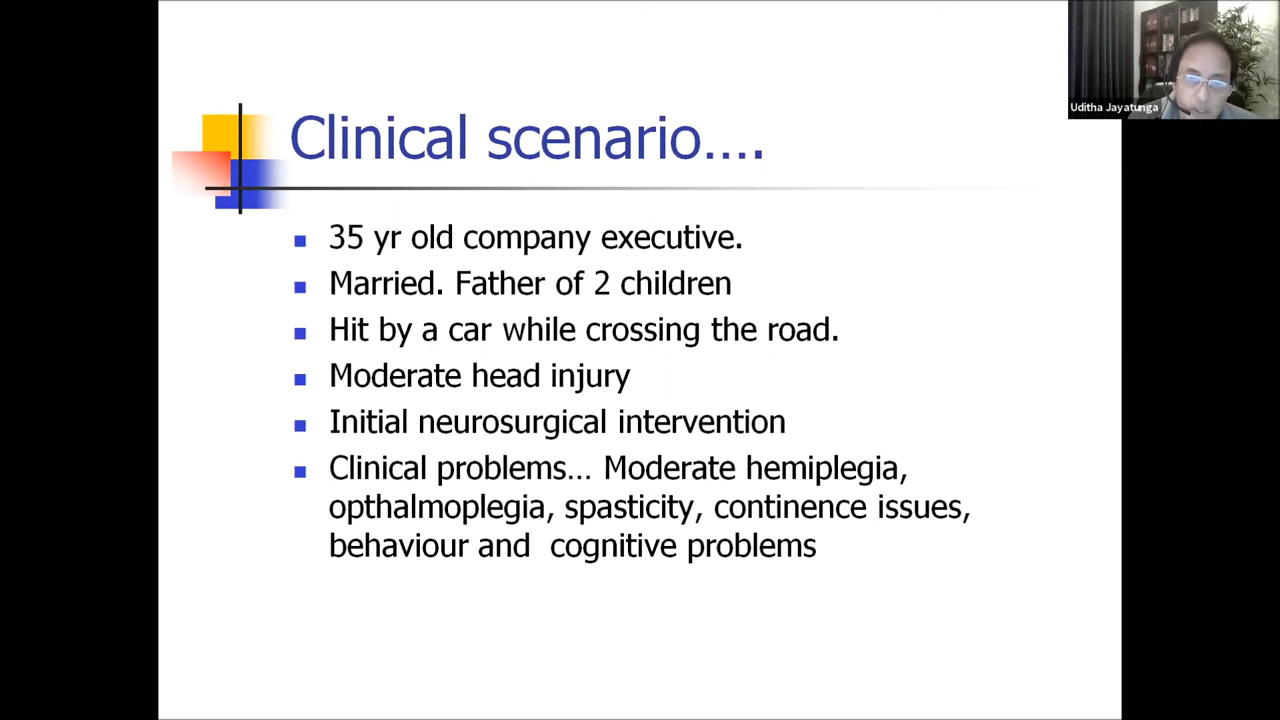 Uditha Jayatunga
Clinical scenario….
35 yr old company executive.
Married. Father of 2 children
Hit by a car while crossing the road.
Moderate head injury
Initial neurosurgical intervention
Clinical problems… Moderate hemiplegia,
opthalmoplegia, spasticity, continence issues,
behaviour and  cognitive problems